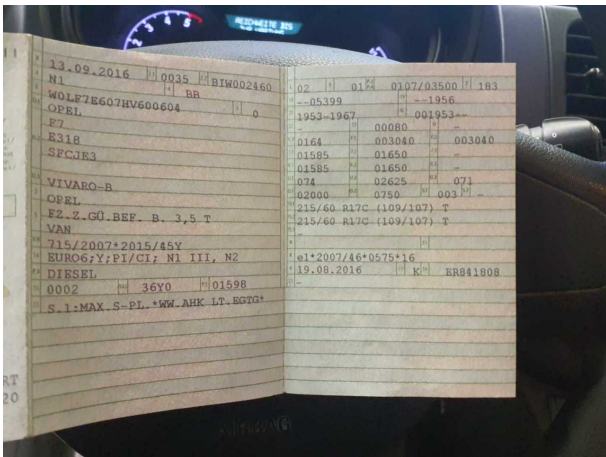 REICHWEITE BIS
13.09.2016 0035 BIW002460
N1 BB
W0LF7E607HV600604 0
OPEL
F7
E318
SFCJE3
VIVARO-B
OPEL
FZ.Z.GÜ.BEF. B. 3,5 T
VAN
715/2007*2015/45Y
EURO6;Y;PI/CI; N1 III, N2
DIESEL
0002 36Y0 01598
S.1:MAX.S-PL.*WW.AHK LT.EGTG*
02 01 0107/03500 183
--05399 --1956
1953-1967 001953--
- 00080 -
0164 003040 003040
01585 01650 -
01585 01650 -
074 02625 071
02000 0750 003 -
215/60 R17C (109/107) T
215/60 R17C (109/107) T
-
e1*2007/46*0575*16
19.08.2016 K ER841808
-
AIRBAG